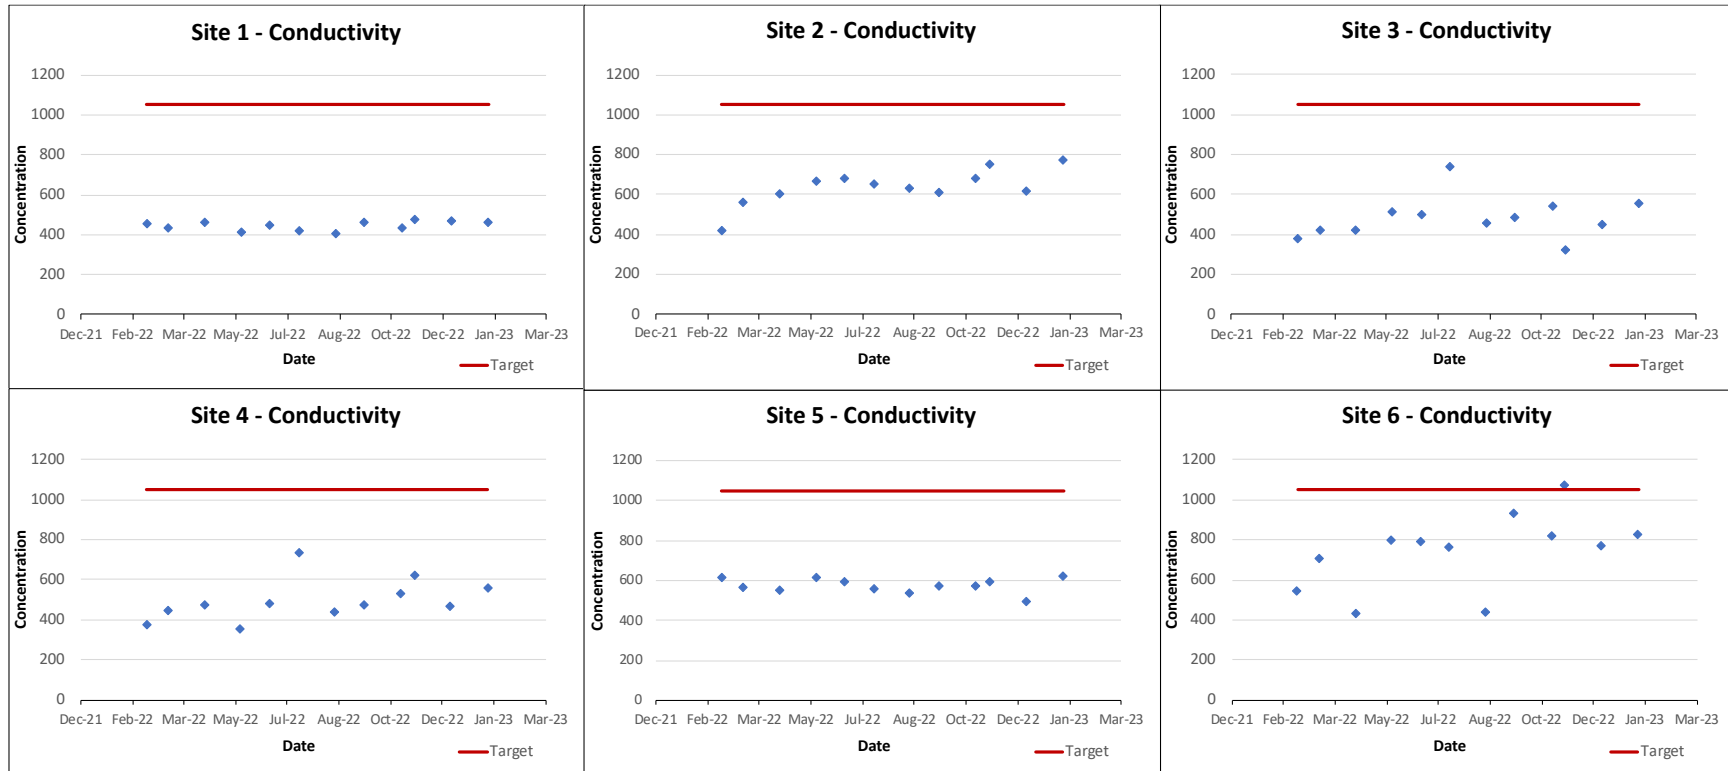 Site 1 - Conductivity
1200
1000
800
600
400
200
0
Concentration
Dec-21 Feb-22 Mar-22 May-22 Jul-22 Aug-22 Oct-22 Dec-22 Jan-23 Mar-23
Date
Target
Site 2 - Conductivity
1200
1000
800
600
400
200
0
Concentration
Dec-21 Feb-22 Mar-22 May-22 Jul-22 Aug-22 Oct-22 Dec-22 Jan-23 Mar-23
Date
Target
Site 3 - Conductivity
1200
1000
800
600
400
200
0
Concentration
Dec-21 Feb-22 Mar-22 May-22 Jul-22 Aug-22 Oct-22 Dec-22 Jan-23 Mar-23
Date
Target
Site 4 - Conductivity
1200
1000
800
600
400
200
0
Concentration
Dec-21 Feb-22 Mar-22 May-22 Jul-22 Aug-22 Oct-22 Dec-22 Jan-23 Mar-23
Date
Target
Site 5 - Conductivity
1200
1000
800
600
400
200
0
Concentration
Dec-21 Feb-22 Mar-22 May-22 Jul-22 Aug-22 Oct-22 Dec-22 Jan-23 Mar-23
Date
Target
Site 6 - Conductivity
1200
1000
800
600
400
200
0
Concentration
Dec-21 Feb-22 Mar-22 May-22 Jul-22 Aug-22 Oct-22 Dec-22 Jan-23 Mar-23
Date
Target